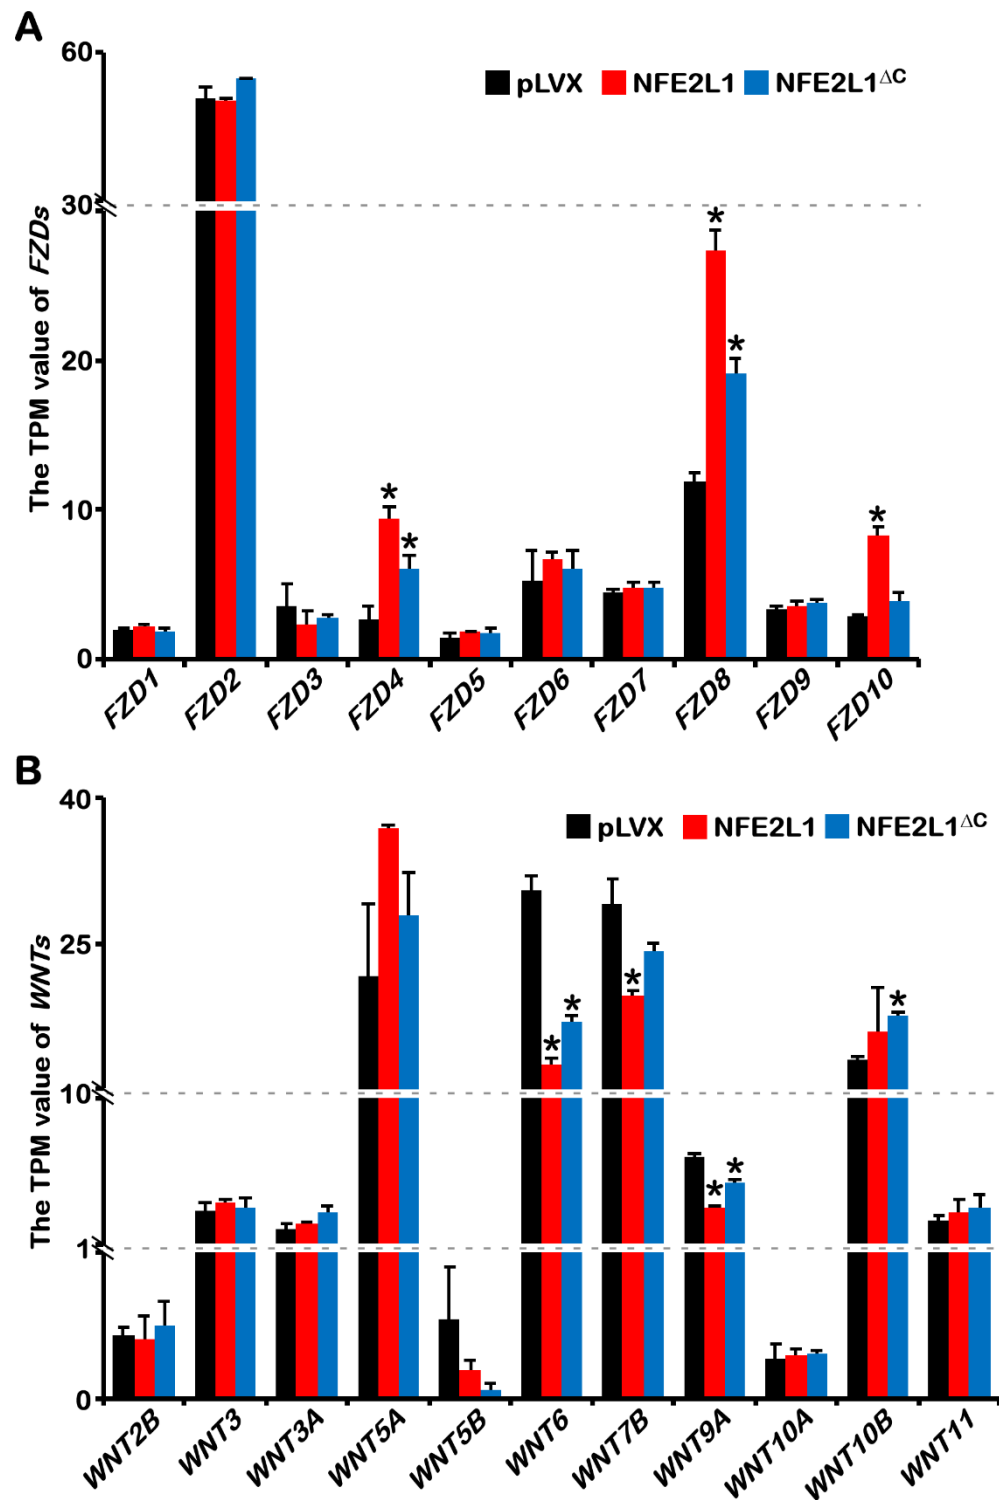 A
60
pLVX NFE2L1 NFE2L1ΔC
30
The TPM value of FZDs
*
*
20
*
*
*
10
0
FZD1 FZD2 FZD3 FZD4 FZD5 FZD6 FZD7 FZD8 FZD9 FZD10
B
40
pLVX NFE2L1 NFE2L1ΔC
25
The TPM value of WNTs
*
* *
*
10
*
*
1
0
WNT2B WNT3 WNT3A WNT5A WNT5B WNT6 WNT7B WNT9A WNT10A WNT10B WNT11